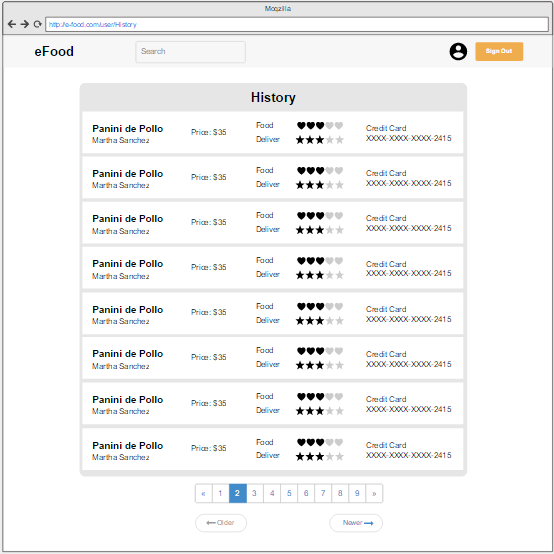 Moqzilla
http://e-food.com/user/History
eFood
Search
Sign Out
History
Panini de Pollo
Martha Sanchez
Price: $35
Food
Deliver
Credit Card
XXXX-XXXX-XXXX-2415
Panini de Pollo
Martha Sanchez
Price: $35
Food
Deliver
Credit Card
XXXX-XXXX-XXXX-2415
Panini de Pollo
Martha Sanchez
Price: $35
Food
Deliver
Credit Card
XXXX-XXXX-XXXX-2415
Panini de Pollo
Martha Sanchez
Price: $35
Food
Deliver
Credit Card
XXXX-XXXX-XXXX-2415
Panini de Pollo
Martha Sanchez
Price: $35
Food
Deliver
Credit Card
XXXX-XXXX-XXXX-2415
Panini de Pollo
Martha Sanchez
Price: $35
Food
Deliver
Credit Card
XXXX-XXXX-XXXX-2415
Panini de Pollo
Martha Sanchez
Price: $35
Food
Deliver
Credit Card
XXXX-XXXX-XXXX-2415
Panini de Pollo
Martha Sanchez
Price: $35
Food
Deliver
Credit Card
XXXX-XXXX-XXXX-2415
« 1 2 3 4 5 6 7 8 9 »
Older
Newer